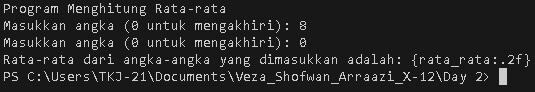 Program Menghitung Rata-rata
Masukkan angka (0 untuk mengakhiri): 8
Masukkan angka (0 untuk mengakhiri): 0
Rata-rata dari angka-angka yang dimasukkan adalah: {rata_rata:.2f}
PS C:\Users\TKJ-21\Documents\Veza_Shofwan_Arraazi_X-12\Day 2>